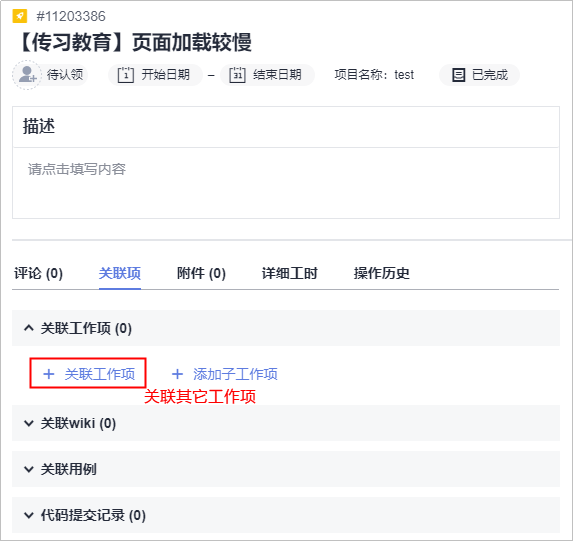 #11203386
【传习教育】页面加载较慢
待认领 1 开始日期 – 31 结束日期 项目名称：test 已完成
描述
请点击填写内容
评论 (0) 关联项 附件 (0) 详细工时 操作历史
关联工作项 (0)
+ 关联工作项 + 添加子工作项
关联其它工作项
关联wiki (0)
关联用例
代码提交记录 (0)